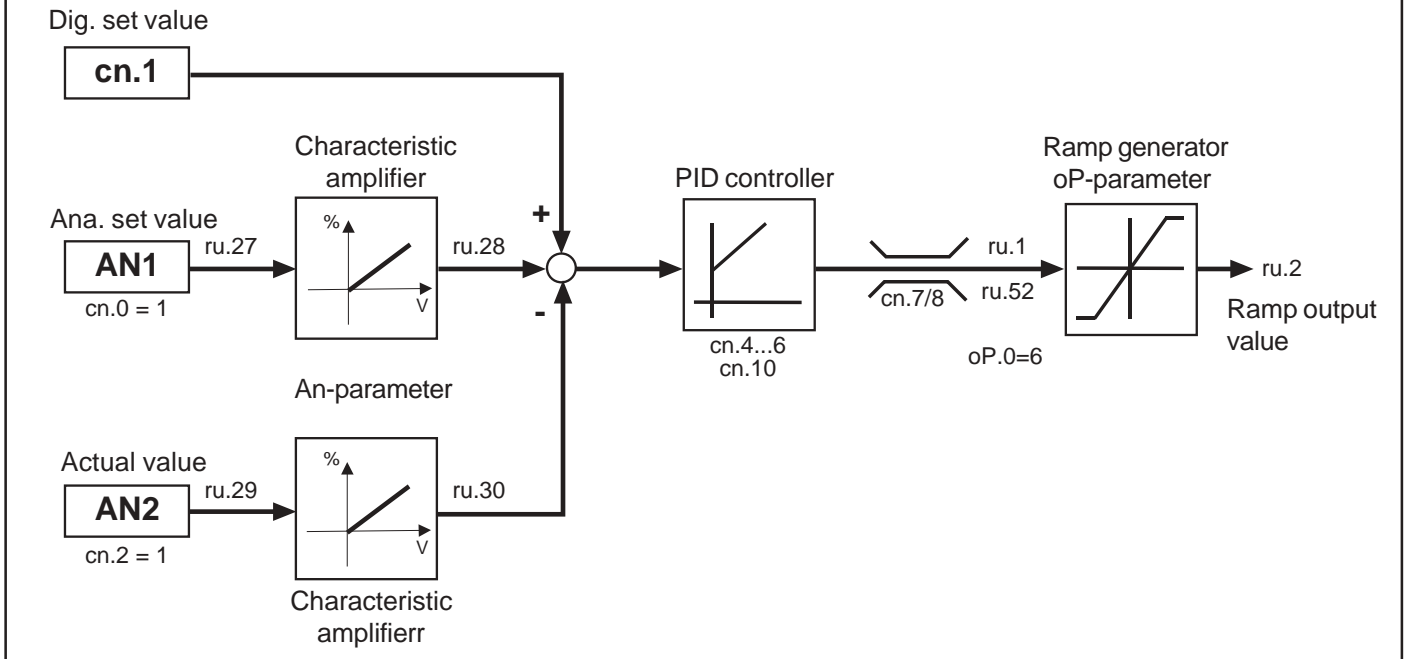 Dig. set value
cn.1
Characteristic
amplifier
%
V
Ana. set value
AN1
cn.0 = 1
ru.27
ru.28
+
-
PID controller
cn.4...6
cn.10
cn.7/8
ru.1
ru.52
oP.0=6
Ramp generator
oP-parameter
ru.2
Ramp output
value
An-parameter
Actual value
AN2
cn.2 = 1
ru.29
%
V
ru.30
Characteristic
amplifierr